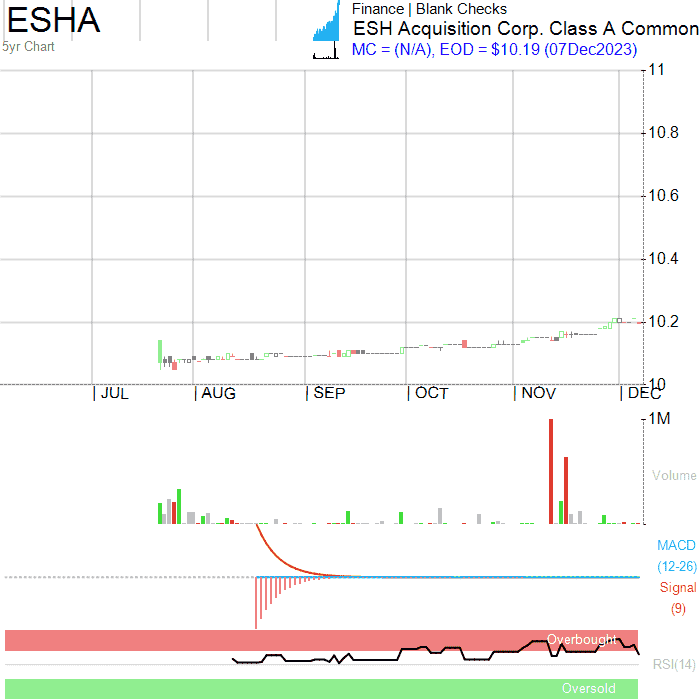 ESHA
5yr Chart
Finance | Blank Checks
ESH Acquisition Corp. Class A Common
MC = (N/A), EOD = $10.19 (07Dec2023)
11
10.8
10.6
10.4
10.2
10
| JUL | AUG | SEP | OCT | NOV | DEC
1M
Volume
MACD
(12-26)
Signal
(9)
Overbought
RSI(14)
Oversold